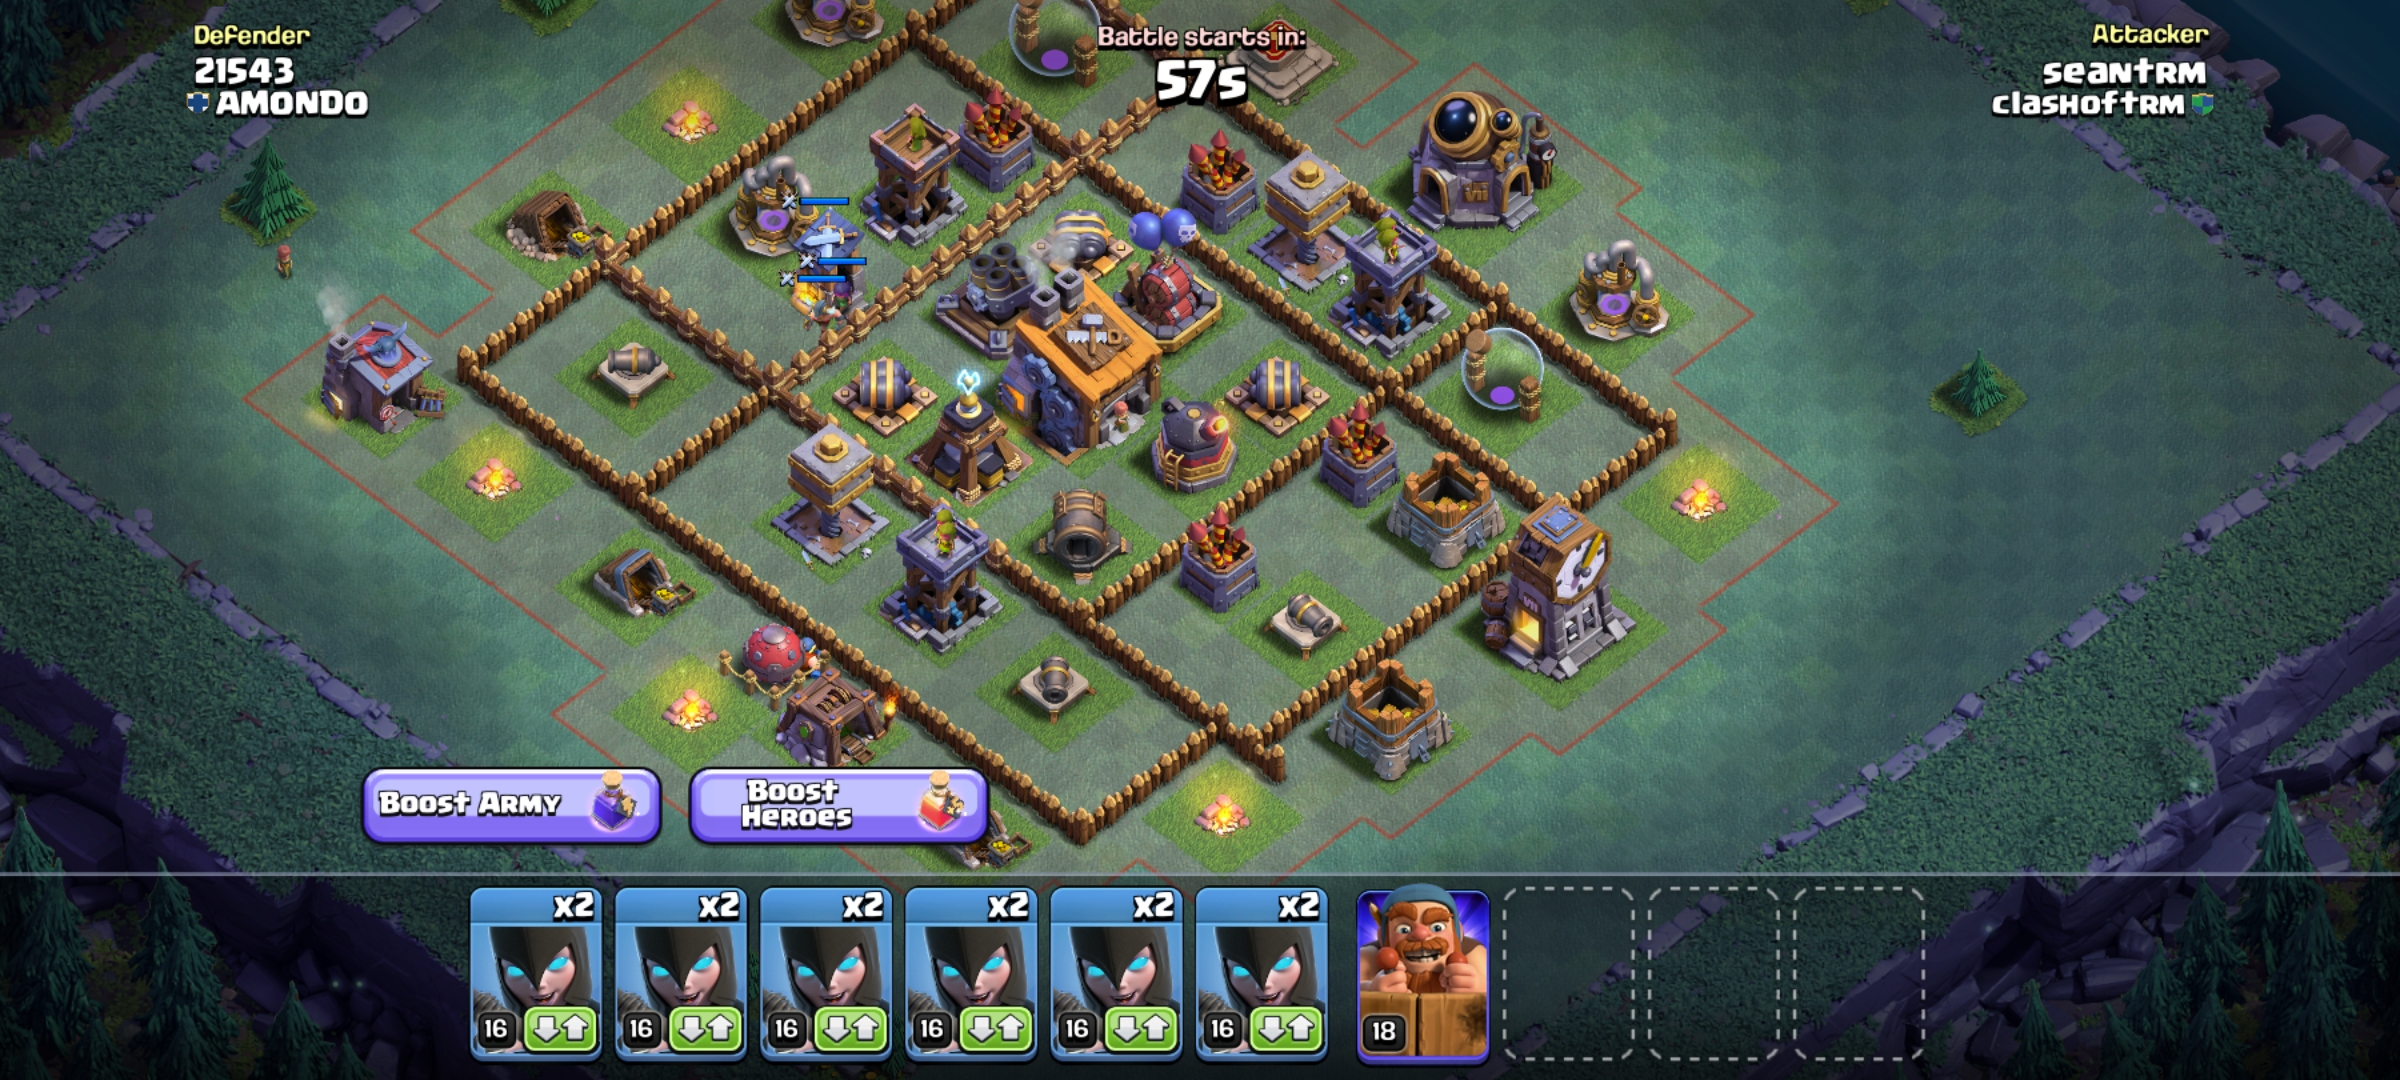 Defender
21543
AMONDO
Battle starts in:
57s
Attacker
seantRM
clashoftRM
Boost Army
Boost
Heroes
x2
x2
x2
x2
x2
x2
16
16
16
16
16
16
18